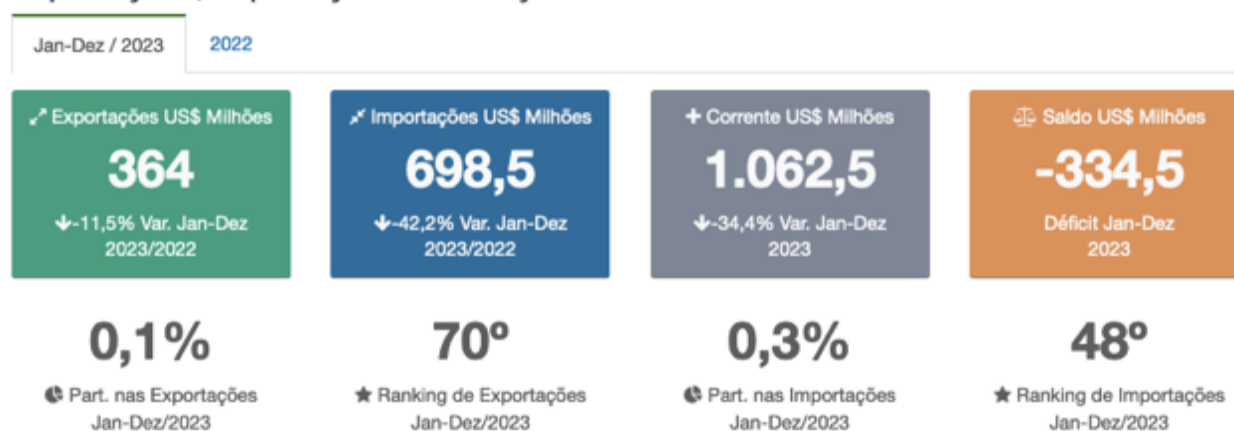 Jan-Dez / 2023
2022
Exportações US$ Milhões
364
-11,5% Var. Jan-Dez
2023/2022
Importações US$ Milhões
698,5
-42,2% Var. Jan-Dez
2023/2022
Corrente US$ Milhões
1.062,5
-34,4% Var. Jan-Dez
2023
Saldo US$ Milhões
-334,5
Déficit Jan-Dez
2023
0,1%
Part. nas Exportações
Jan-Dez/2023
70º
Ranking de Exportações
Jan-Dez/2023
0,3%
Part. nas Importações
Jan-Dez/2023
48º
Ranking de Importações
Jan-Dez/2023